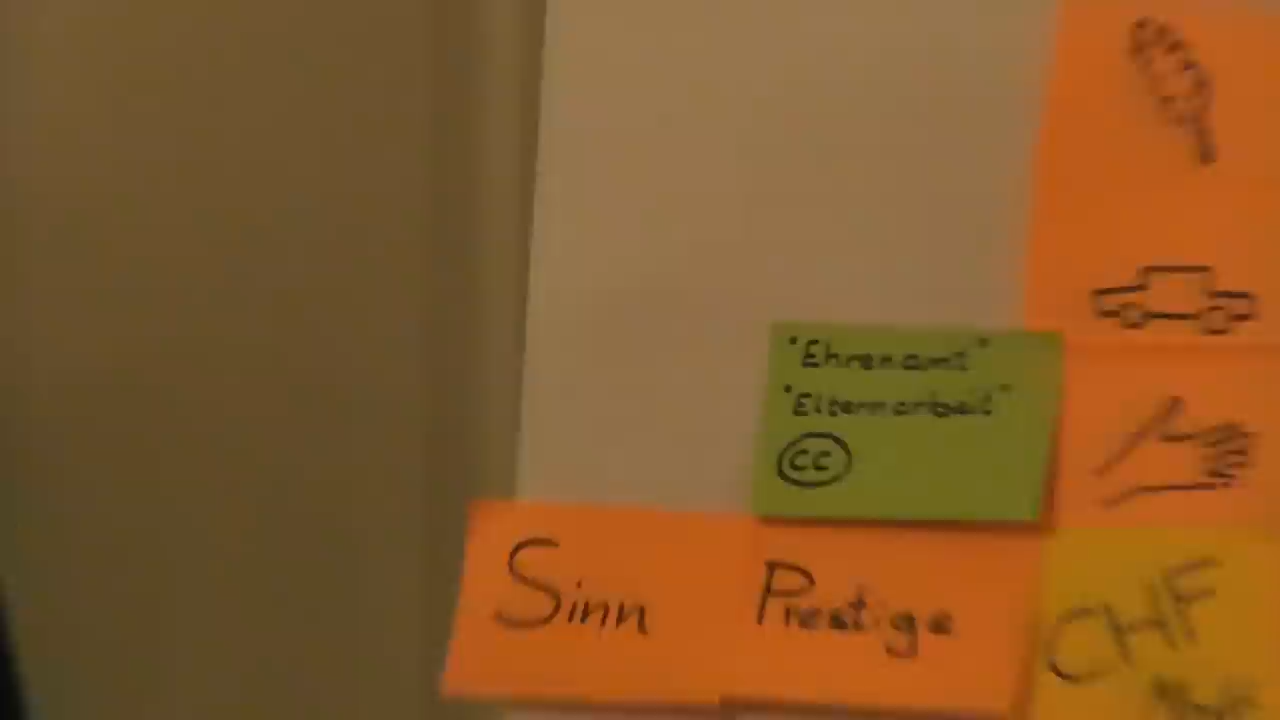 "Ehrenamt"
"Elternarbeit"
cc
Sinn
Prestige
CHF